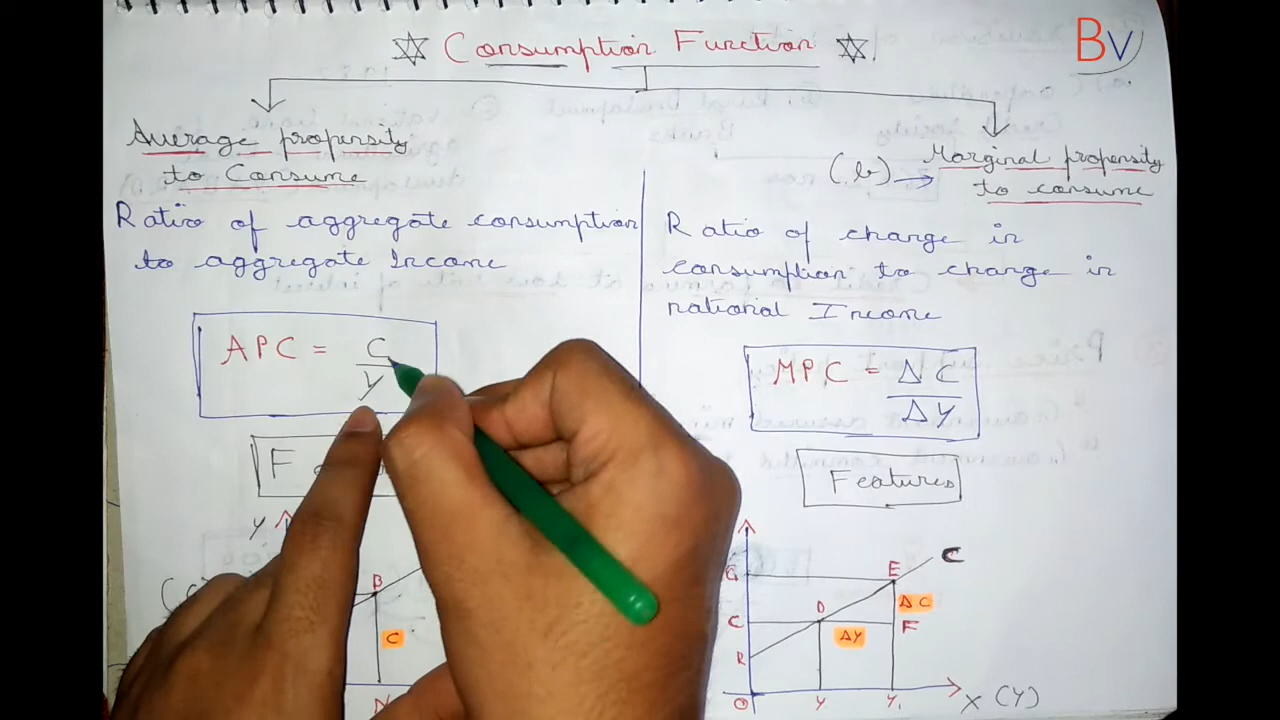 Consumption Function
BV
Average propensity
to Consume
Ratio of aggregate consumption
to aggregate Income
APC = C
Y
F
Y
B
C
N
(b) → Marginal propensity
to consume
Ratio of change in
consumption to change in
national Income
MPC = ΔC
ΔY
Features
C
E
G
ΔC
D
C
F
ΔY
R
O
Y
Y₁
X (Y)